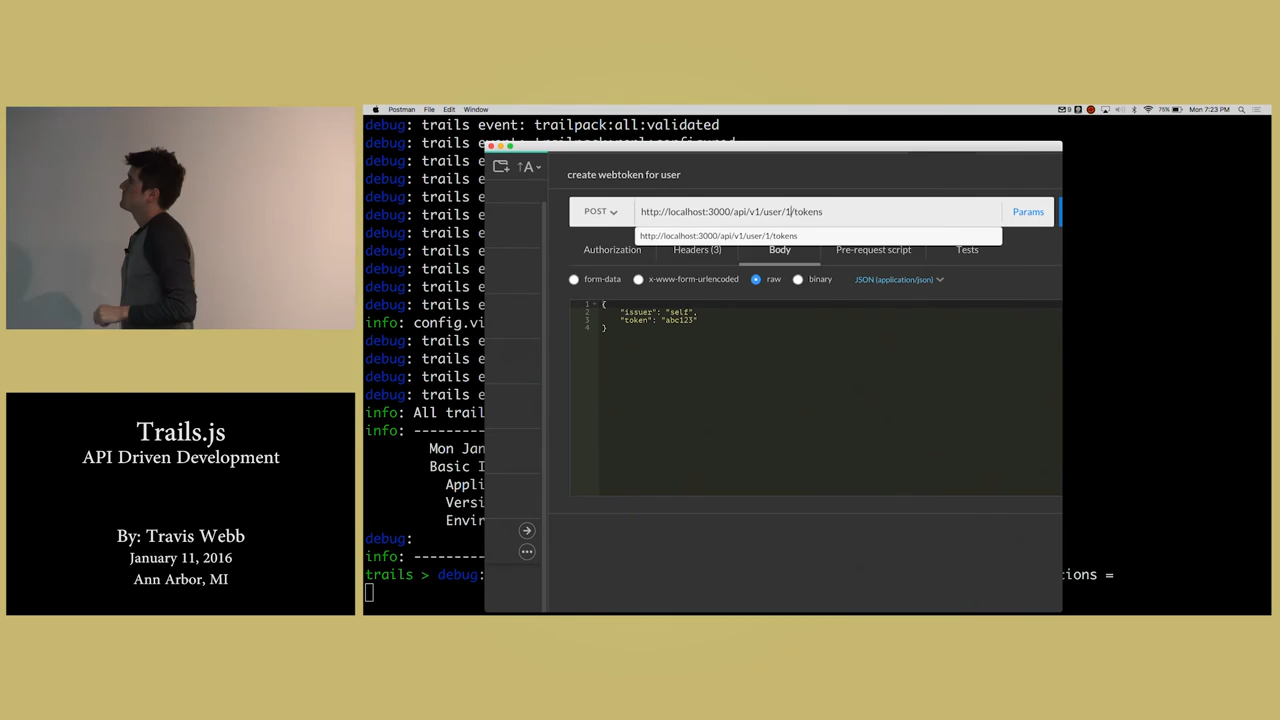 Postman File Edit Window
9 75% Mon 7:23 PM
debug: trails event: trailpack:all:validated
debug:
debug: trails e
debug: trails e
debug: trails e
debug: trails e
debug: trails e
debug: trails e
debug: trails e
debug: trails e
debug: trails e
info: config.vi
debug: trails e
debug: trails e
debug: trails e
debug: trails e
info: All trail
info: --------
Mon Jan
Basic I
Appli
Versi
Envir
debug:
info: --------
trails > debug: tions =
A
create webtoken for user
POST http://localhost:3000/api/v1/user/1/tokens Params
http://localhost:3000/api/v1/user/1/tokens
Authorization Headers (3) Body Pre-request script Tests
form-data x-www-form-urlencoded raw binary JSON (application/json)
1 {
2 "issuer": "self",
3 "token": "abc123"
4 }
Trails.js
API Driven Development
By: Travis Webb
January 11, 2016
Ann Arbor, MI